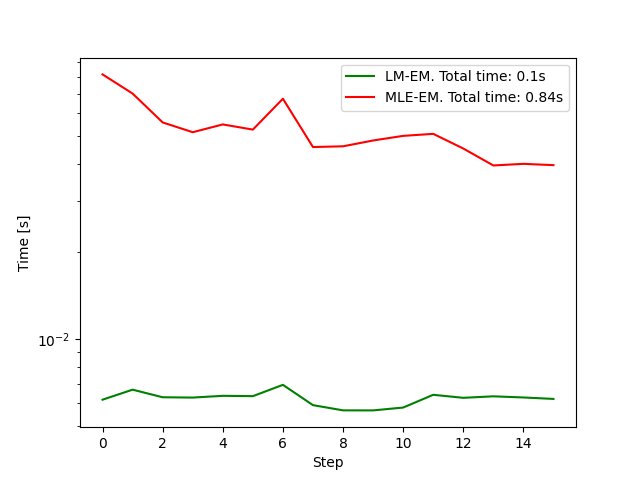 LM-EM. Total time: 0.1s
MLE-EM. Total time: 0.84s
Time [s]
10⁻²
0 2 4 6 8 10 12 14
Step